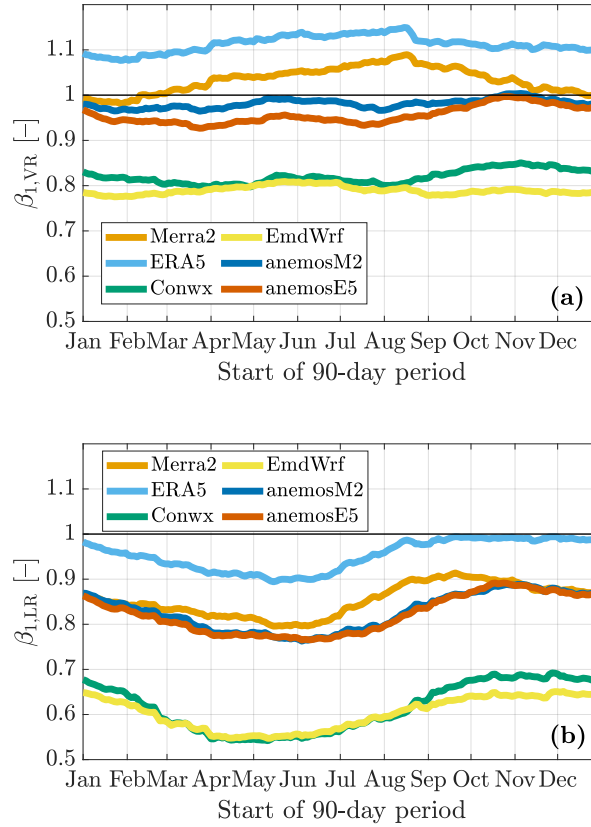 1.1
1
0.9
0.8
0.7
0.6
0.5
β1,VR [−]
Merra2 EmdWrf
ERA5 anemosM2
Conwx anemosE5
(a)
Jan Feb Mar Apr May Jun Jul Aug Sep Oct Nov Dec
Start of 90-day period
1.1
1
0.9
0.8
0.7
0.6
0.5
β1,LR [−]
Merra2 EmdWrf
ERA5 anemosM2
Conwx anemosE5
(b)
Jan Feb Mar Apr May Jun Jul Aug Sep Oct Nov Dec
Start of 90-day period